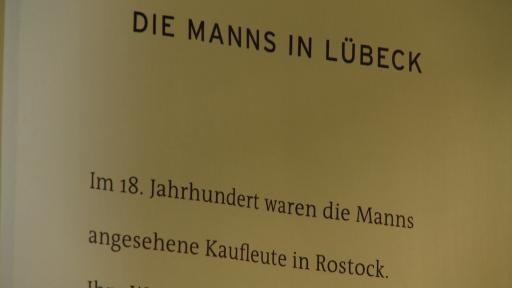 DIE MANNS IN LÜBECK
Im 18. Jahrhundert waren die Manns
angesehene Kaufleute in Rostock.